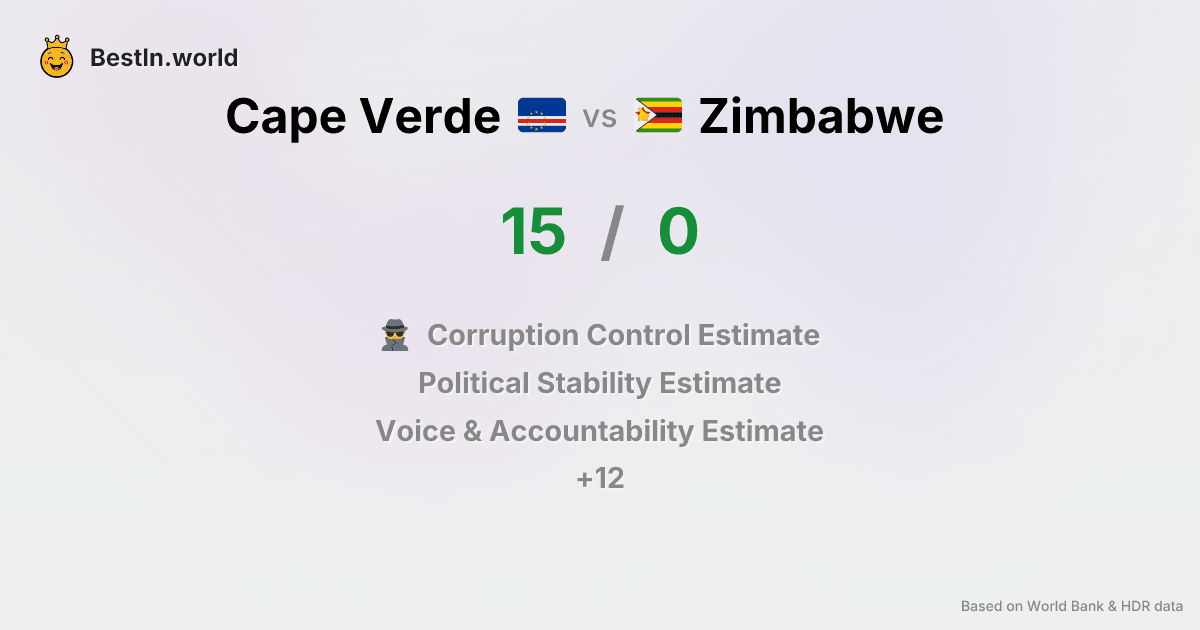 BestIn.world
Cape Verde vs Zimbabwe
15 / 0
Corruption Control Estimate
Political Stability Estimate
Voice & Accountability Estimate
+12
Based on World Bank & HDR data